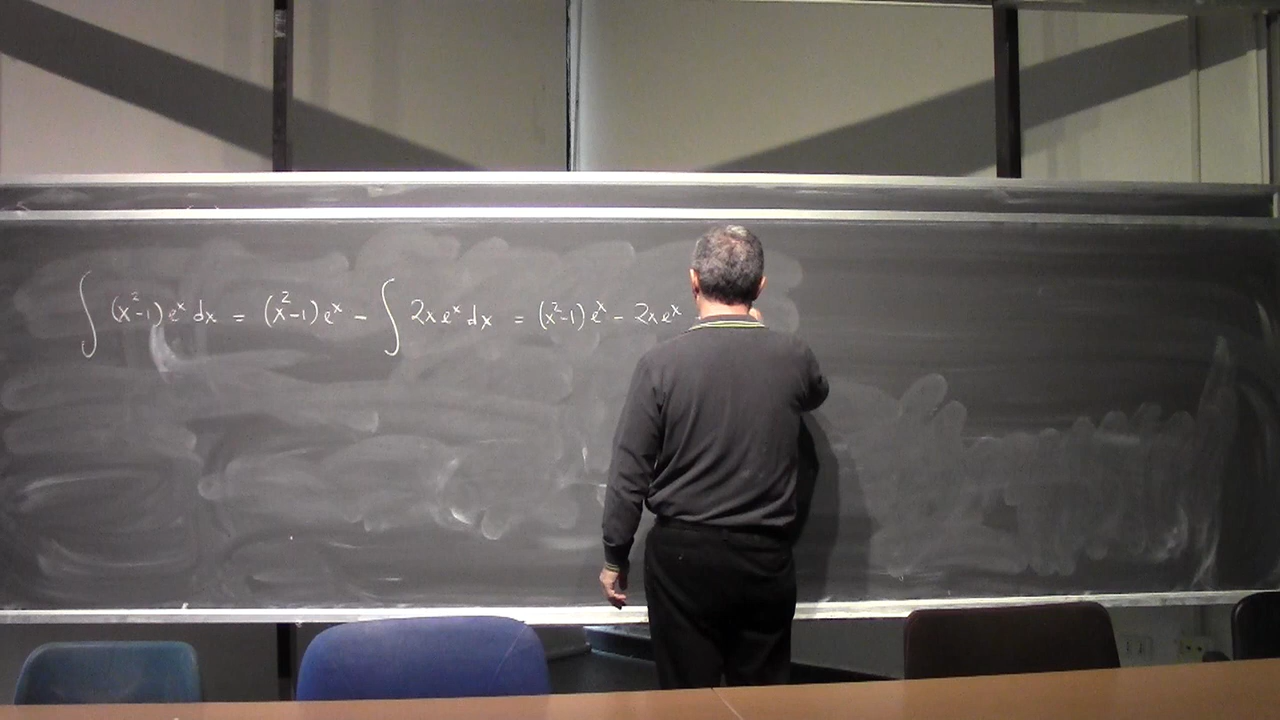 ∫ (x²-1) eˣ dx = (x²-1) eˣ - ∫ 2x eˣ dx = (x²-1) eˣ - 2x eˣ